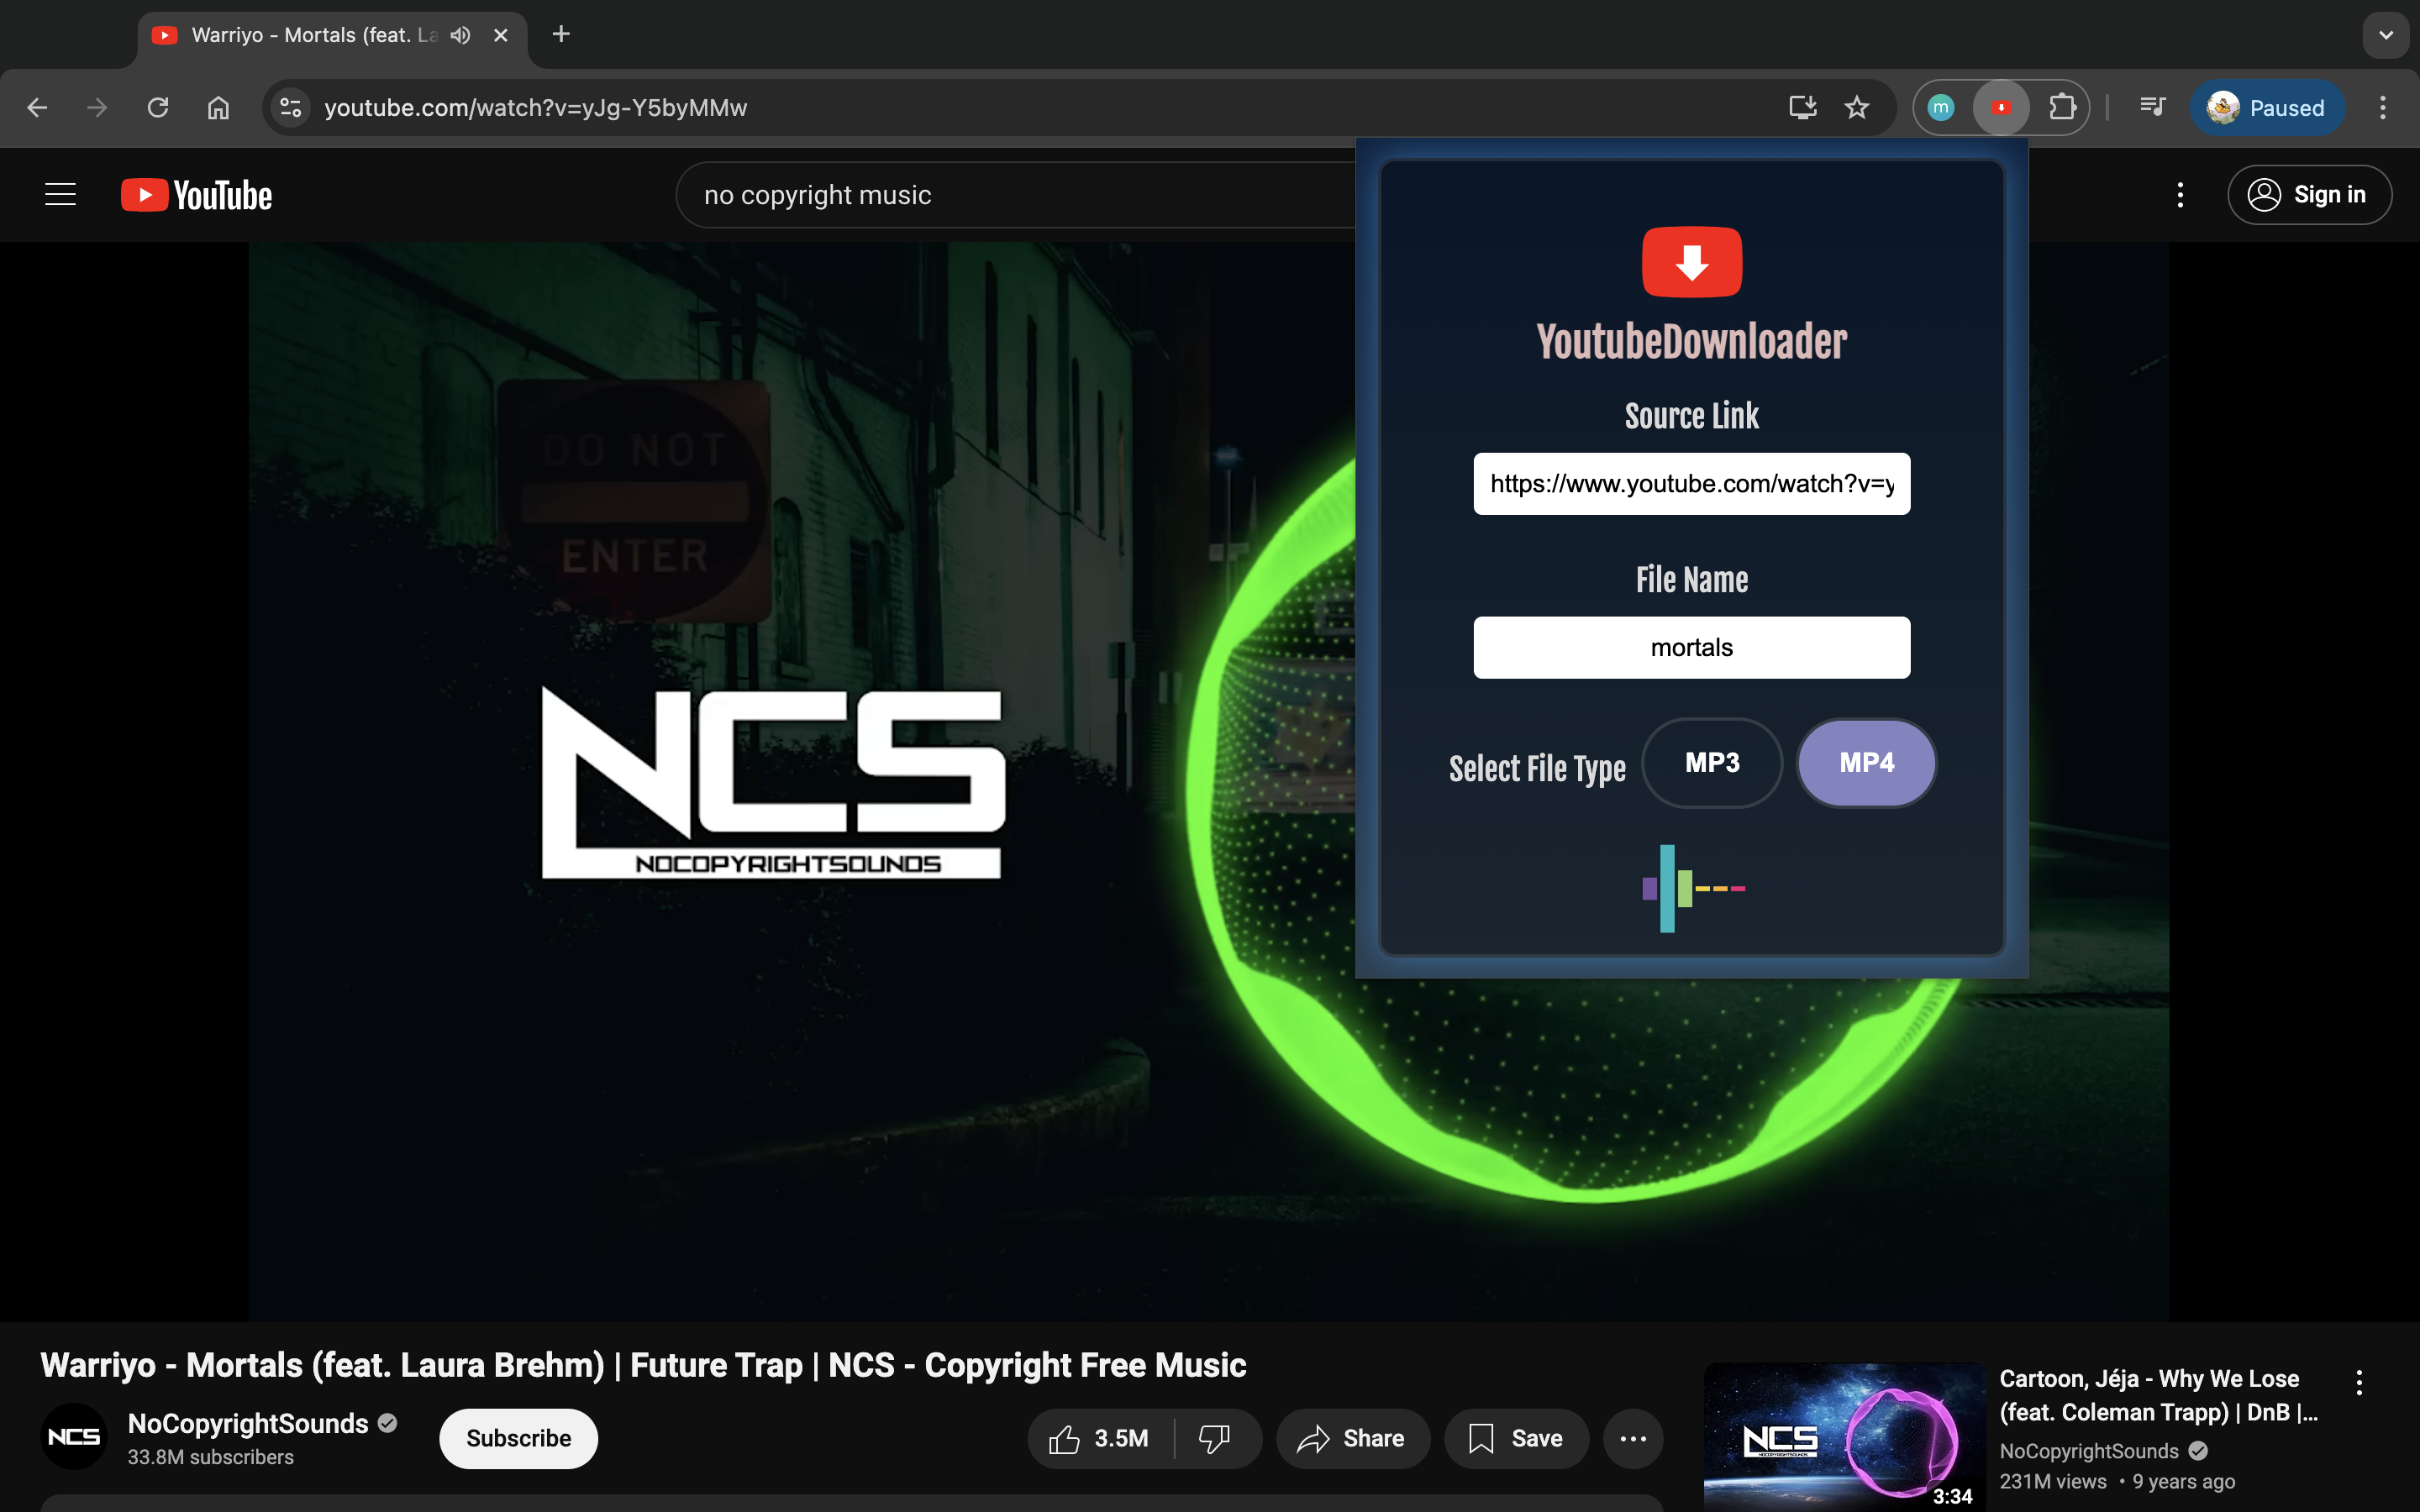 Warriyo - Mortals (feat. La
youtube.com/watch?v=yJg-Y5byMMw
m
Paused
YouTube
no copyright music
Sign in
YoutubeDownloader
Source Link
https://www.youtube.com/watch?v=y
File Name
mortals
Select File Type
MP3
MP4
DO NOT
ENTER
NCS
NOCOPYRIGHTSOUNDS
Warriyo - Mortals (feat. Laura Brehm) | Future Trap | NCS - Copyright Free Music
NCS
NoCopyrightSounds
33.8M subscribers
Subscribe
3.5M
Share
Save
NCS
3:34
Cartoon, Jéja - Why We Lose
(feat. Coleman Trapp) | DnB |...
NoCopyrightSounds
231M views • 9 years ago